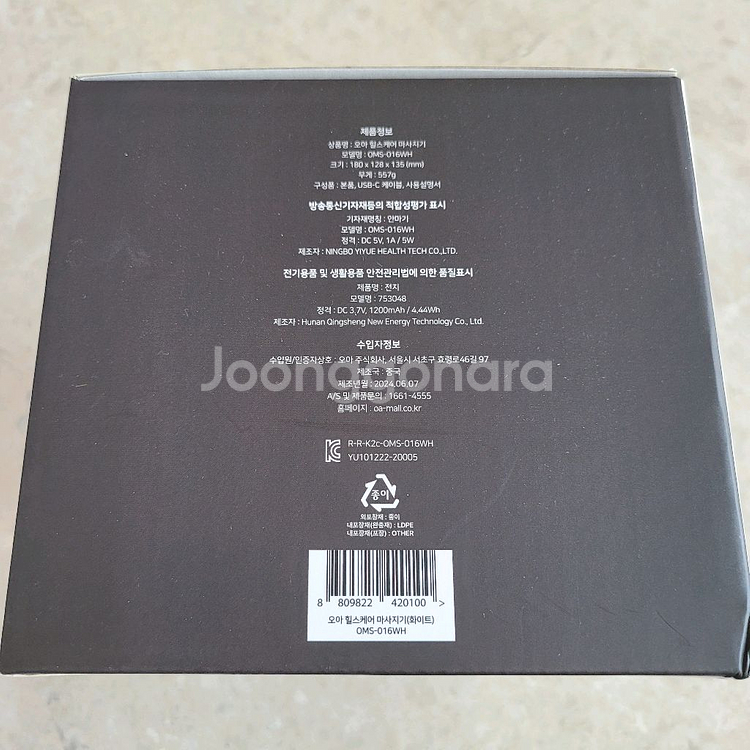 제품정보
상품명 : 오아 힐스케어 마사지기
모델명 : OMS-016WH
크기 : 180 x 128 x 135 (mm)
무게 : 557g
구성품 : 본품, USB-C 케이블, 사용설명서
방송통신기자재등의 적합성평가 표시
기자재명칭 : 안마기
모델명 : OMS-016WH
정격 : DC 5V, 1A / 5W
제조자 : NINGBO YIYUE HEALTH TECH CO.,LTD.
전기용품 및 생활용품 안전관리법에 의한 품질표시
제품명 : 전지
모델명 : 753048
정격 : DC 3.7V, 1200mAh / 4.44Wh
제조자 : Hunan Qingsheng New Energy Technology Co., Ltd.
수입자정보
수입원/인증자상호 : 오아 주식회사, 서울시 서초구 효령로46길 97
제조국 : 중국
Joonggonara
제조년월 : 2024.06.07
A/S 및 제품문의 : 1661-4555
홈페이지 : oa-mall.co.kr
R-R-K2c-OMS-016WH
YU101222-20005
종이
외포장재 : 종이
내포장재(완충재) : LDPE
내포장재(포장) : OTHER
8 809822 420100 >
오아 힐스케어 마사지기(화이트)
OMS-016WH